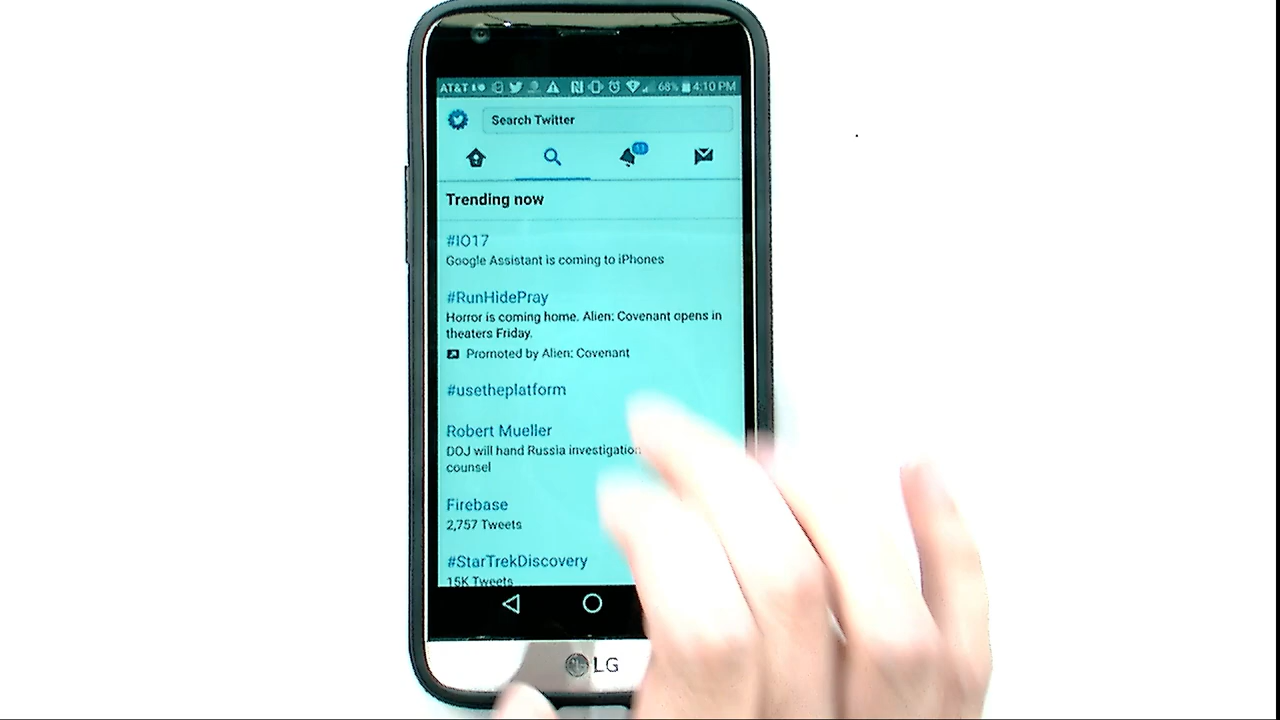 AT&T 68% 4:10 PM
Search Twitter
Trending now
#IO17
Google Assistant is coming to iPhones
#RunHidePray
Horror is coming home. Alien: Covenant opens in
theaters Friday.
Promoted by Alien: Covenant
#usetheplatform
Robert Mueller
DOJ will hand Russia investigation
counsel
Firebase
2,757 Tweets
#StarTrekDiscovery
15K Tweets
LG